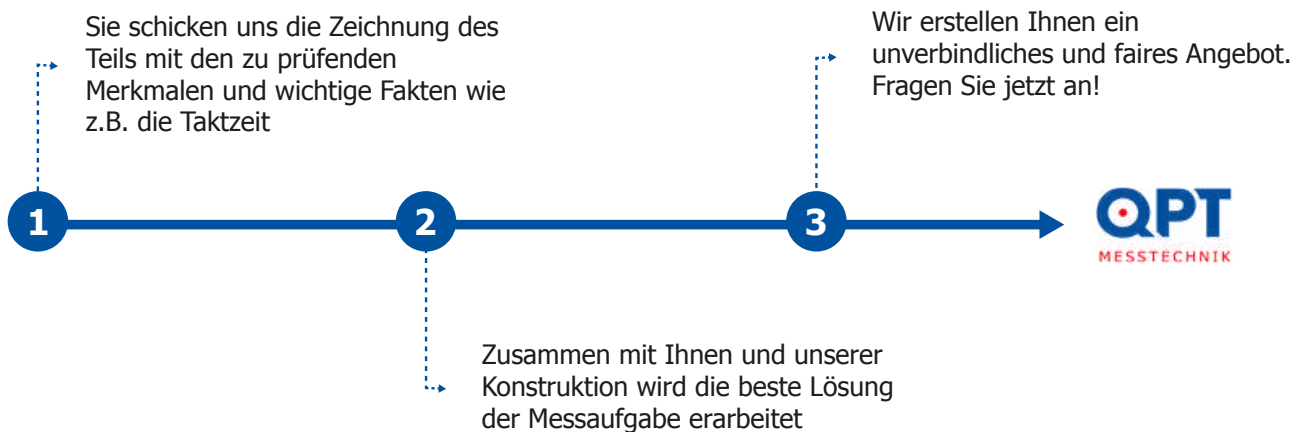 Sie schicken uns die Zeichnung des
Teils mit den zu prüfenden
Merkmalen und wichtige Fakten wie
z.B. die Taktzeit
Wir erstellen Ihnen ein
unverbindliches und faires Angebot.
Fragen Sie jetzt an!
1
2
3
QPT
MESSTECHNIK
Zusammen mit Ihnen und unserer
Konstruktion wird die beste Lösung
der Messaufgabe erarbeitet